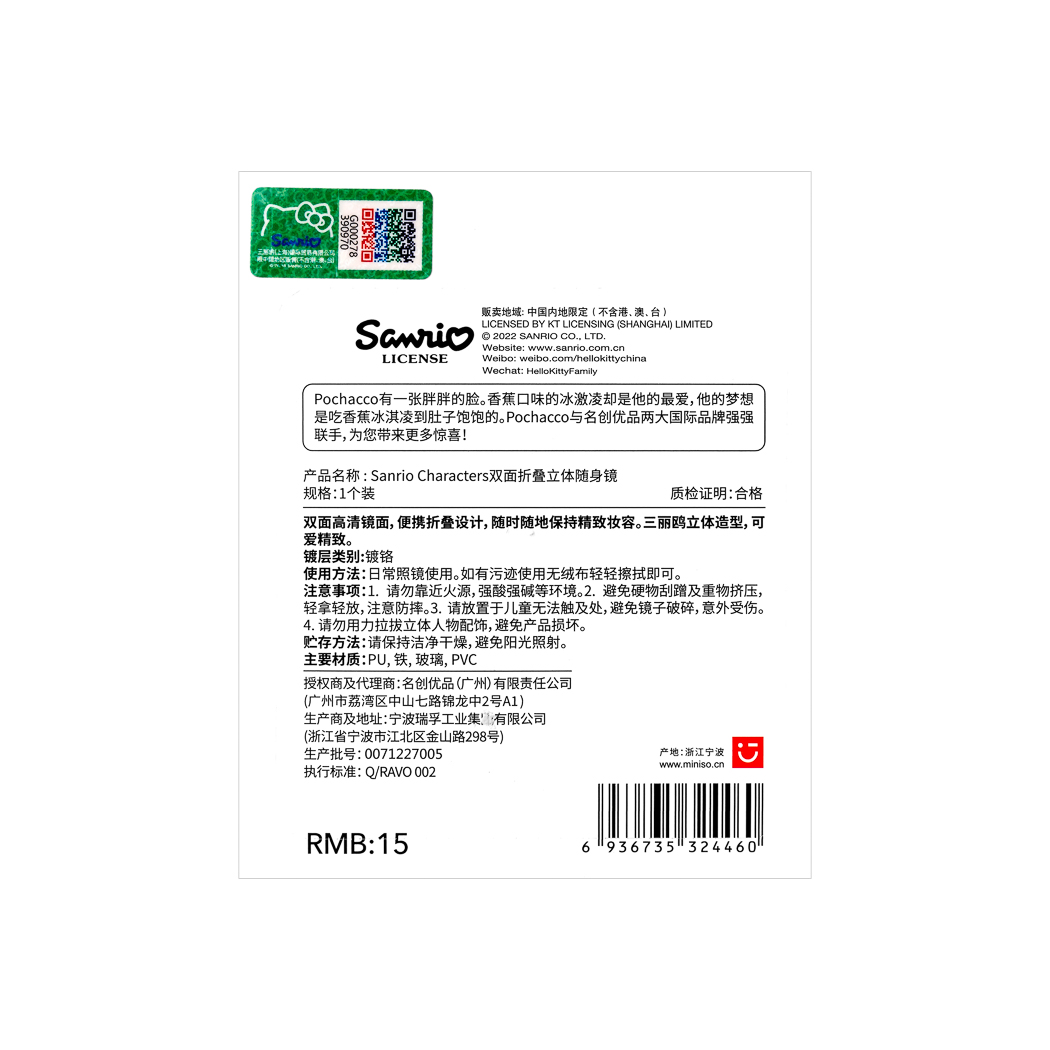 Sanrio
三丽鸥(上海)国际贸易有限公司
G000278
390970
Sanrio
LICENSE
贩卖地域: 中国内地限定（不含港、澳、台）
LICENSED BY KT LICENSING (SHANGHAI) LIMITED
© 2022 SANRIO CO., LTD.
Website: www.sanrio.com.cn
Weibo: weibo.com/hellokittychina
Wechat: HelloKittyFamily
Pochacco有一张胖胖的脸。香蕉口味的冰激凌却是他的最爱，他的梦想
是吃香蕉冰淇凌到肚子饱饱的。Pochacco与名创优品两大国际品牌强强
联手，为您带来更多惊喜！
产品名称：Sanrio Characters双面折叠立体随身镜
规格：1个装
质检证明：合格
双面高清镜面，便携折叠设计，随时随地保持精致妆容。三丽鸥立体造型，可
爱精致。
镀层类别：镀铬
使用方法：日常照镜使用。如有污迹使用无绒布轻轻擦拭即可。
注意事项：1. 请勿靠近火源，强酸强碱等环境。2. 避免硬物刮蹭及重物挤压，
轻拿轻放，注意防摔。3. 请放置于儿童无法触及处，避免镜子破碎，意外受伤。
4. 请勿用力拉拔立体人物配饰，避免产品损坏。
贮存方法：请保持洁净干燥，避免阳光照射。
主要材质：PU, 铁, 玻璃, PVC
授权商及代理商：名创优品（广州）有限责任公司
(广州市荔湾区中山七路锦龙中2号A1)
生产商及地址：宁波瑞孚工业集团有限公司
(浙江省宁波市江北区金山路298号)
生产批号：0071227005
执行标准：Q/RAVO 002
产地：浙江宁波
www.miniso.cn
RMB:15
6 936735 324460